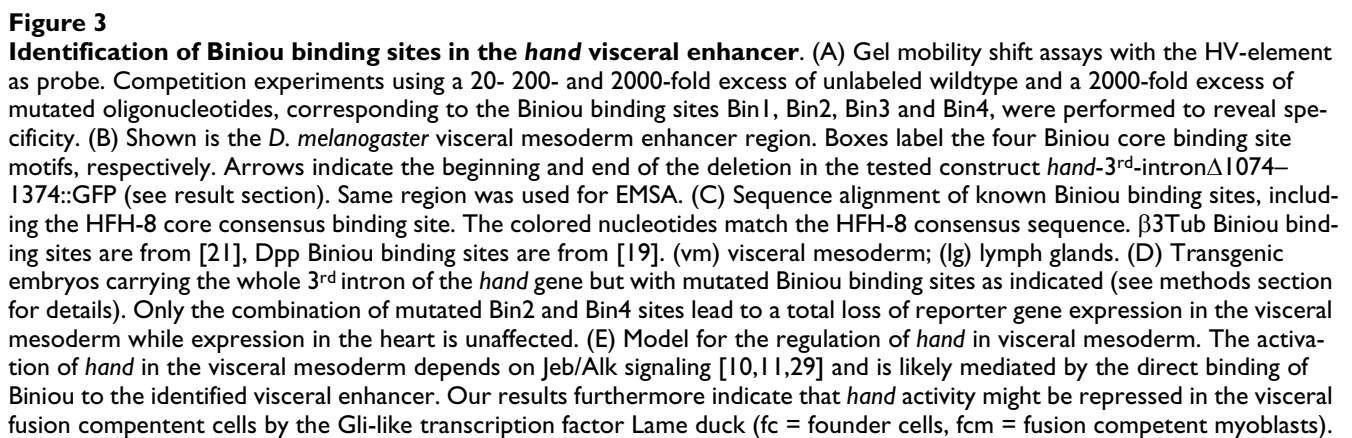 Figure 3
Identification of Biniou binding sites in the hand visceral enhancer. (A) Gel mobility shift assays with the HV-element
as probe. Competition experiments using a 20- 200- and 2000-fold excess of unlabeled wildtype and a 2000-fold excess of
mutated oligonucleotides, corresponding to the Biniou binding sites Bin1, Bin2, Bin3 and Bin4, were performed to reveal spe-
cificity. (B) Shown is the D. melanogaster visceral mesoderm enhancer region. Boxes label the four Biniou core binding site
motifs, respectively. Arrows indicate the beginning and end of the deletion in the tested construct hand-3rd-intronΔ1074–
1374::GFP (see result section). Same region was used for EMSA. (C) Sequence alignment of known Biniou binding sites, includ-
ing the HFH-8 core consensus binding site. The colored nucleotides match the HFH-8 consensus sequence. β3Tub Biniou bind-
ing sites are from [21], Dpp Biniou binding sites are from [19]. (vm) visceral mesoderm; (lg) lymph glands. (D) Transgenic
embryos carrying the whole 3rd intron of the hand gene but with mutated Biniou binding sites as indicated (see methods section
for details). Only the combination of mutated Bin2 and Bin4 sites lead to a total loss of reporter gene expression in the visceral
mesoderm while expression in the heart is unaffected. (E) Model for the regulation of hand in visceral mesoderm. The activa-
tion of hand in the visceral mesoderm depends on Jeb/Alk signaling [10,11,29] and is likely mediated by the direct binding of
Biniou to the identified visceral enhancer. Our results furthermore indicate that hand activity might be repressed in the visceral
fusion compentent cells by the Gli-like transcription factor Lame duck (fc = founder cells, fcm = fusion competent myoblasts).